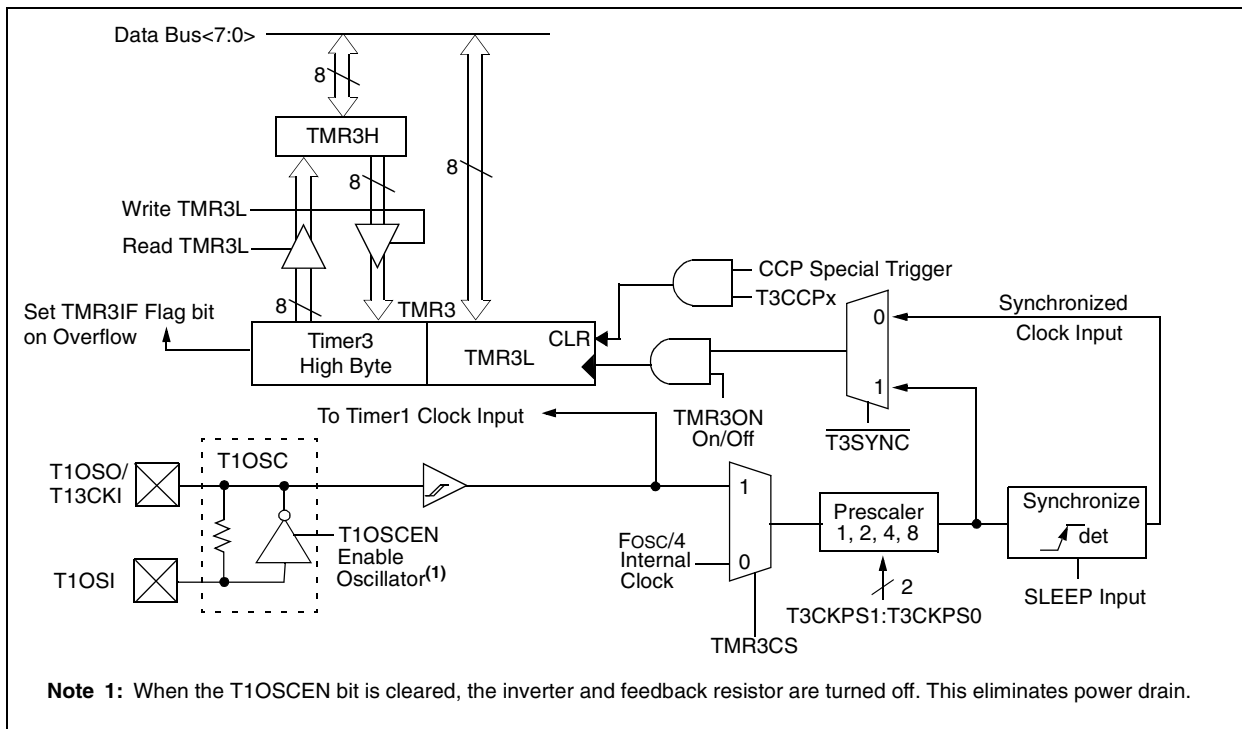 Data Bus<7:0>
8
TMR3H
8
8
Write TMR3L
Read TMR3L
8
TMR3
CCP Special Trigger
T3CCPx
Set TMR3IF Flag bit
on Overflow
Timer3
High Byte
TMR3L
CLR
0
1
Synchronized
Clock Input
TMR3ON
On/Off
T3SYNC
To Timer1 Clock Input
T1OSC
T1OSO/
T13CKI
T1OSI
T1OSCEN
Enable
Oscillator(1)
FOSC/4
Internal
Clock
1
0
TMR3CS
Prescaler
1, 2, 4, 8
2
T3CKPS1:T3CKPS0
Synchronize
det
SLEEP Input
Note 1: When the T1OSCEN bit is cleared, the inverter and feedback resistor are turned off. This eliminates power drain.